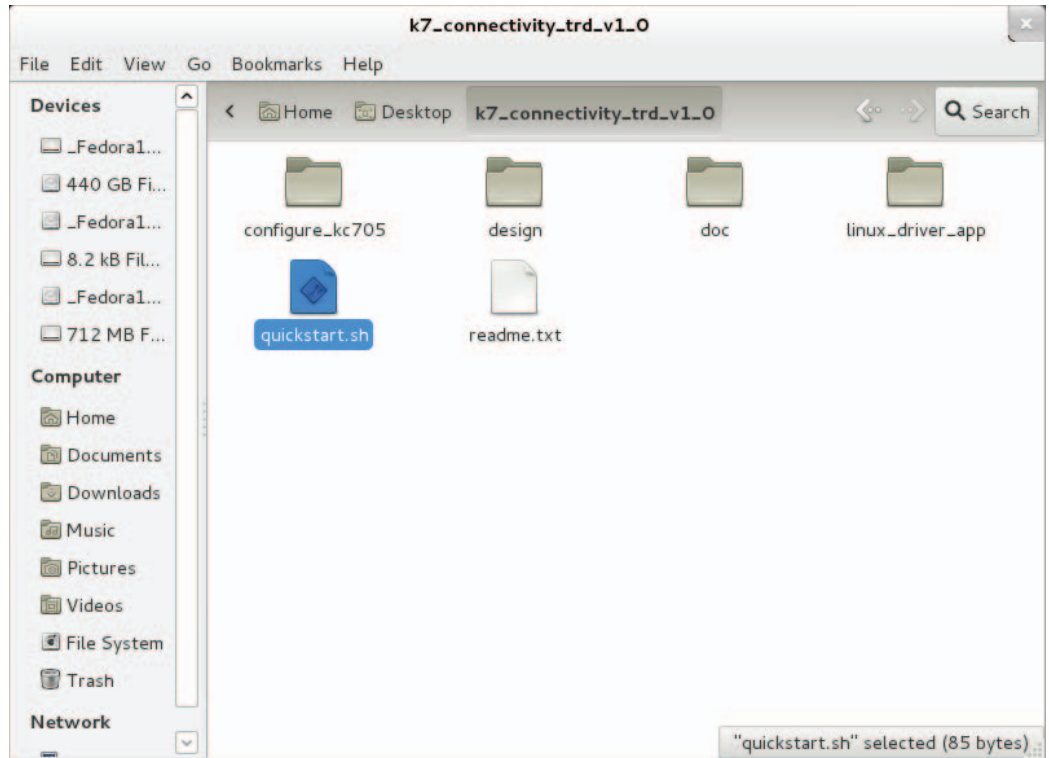 k7_connectivity_trd_v1_0
File Edit View Go Bookmarks Help
Devices
_Fedora1...
440 GB Fi...
_Fedora1...
8.2 kB Fil...
_Fedora1...
712 MB F...
Computer
Home
Documents
Downloads
Music
Pictures
Videos
File System
Trash
Network
Home Desktop k7_connectivity_trd_v1_0 Search
configure_kc705 design doc linux_driver_app
quickstart.sh readme.txt
"quickstart.sh" selected (85 bytes)